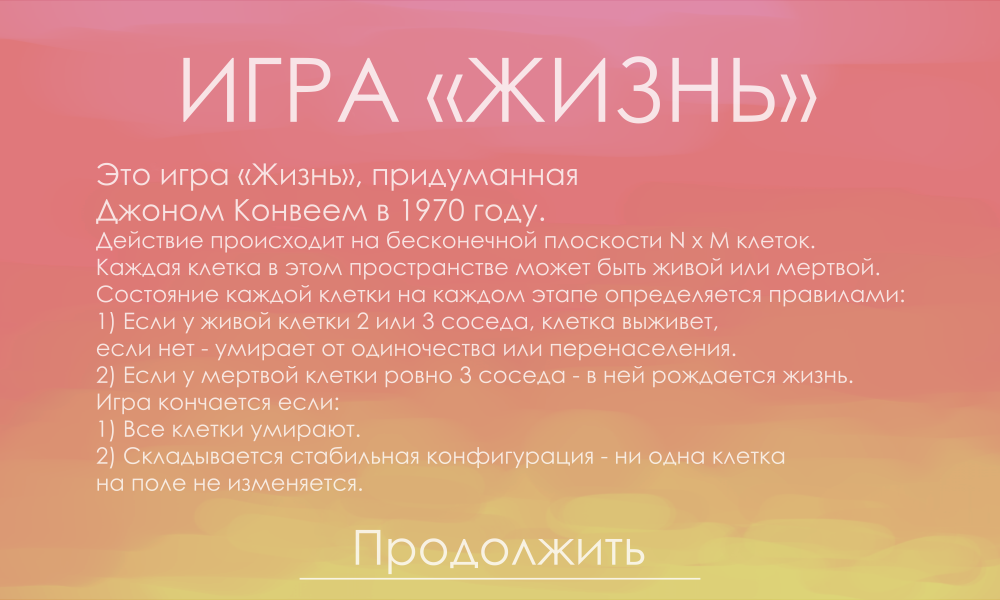 ИГРА «ЖИЗНЬ»
Это игра «Жизнь», придуманная
Джоном Конвеем в 1970 году.
Действие происходит на бесконечной плоскости N x M клеток.
Каждая клетка в этом пространстве может быть живой или мертвой.
Состояние каждой клетки на каждом этапе определяется правилами:
1) Если у живой клетки 2 или 3 соседа, клетка выживет,
если нет - умирает от одиночества или перенаселения.
2) Если у мертвой клетки ровно 3 соседа - в ней рождается жизнь.
Игра кончается если:
1) Все клетки умирают.
2) Складывается стабильная конфигурация - ни одна клетка
на поле не изменяется.
Продолжить